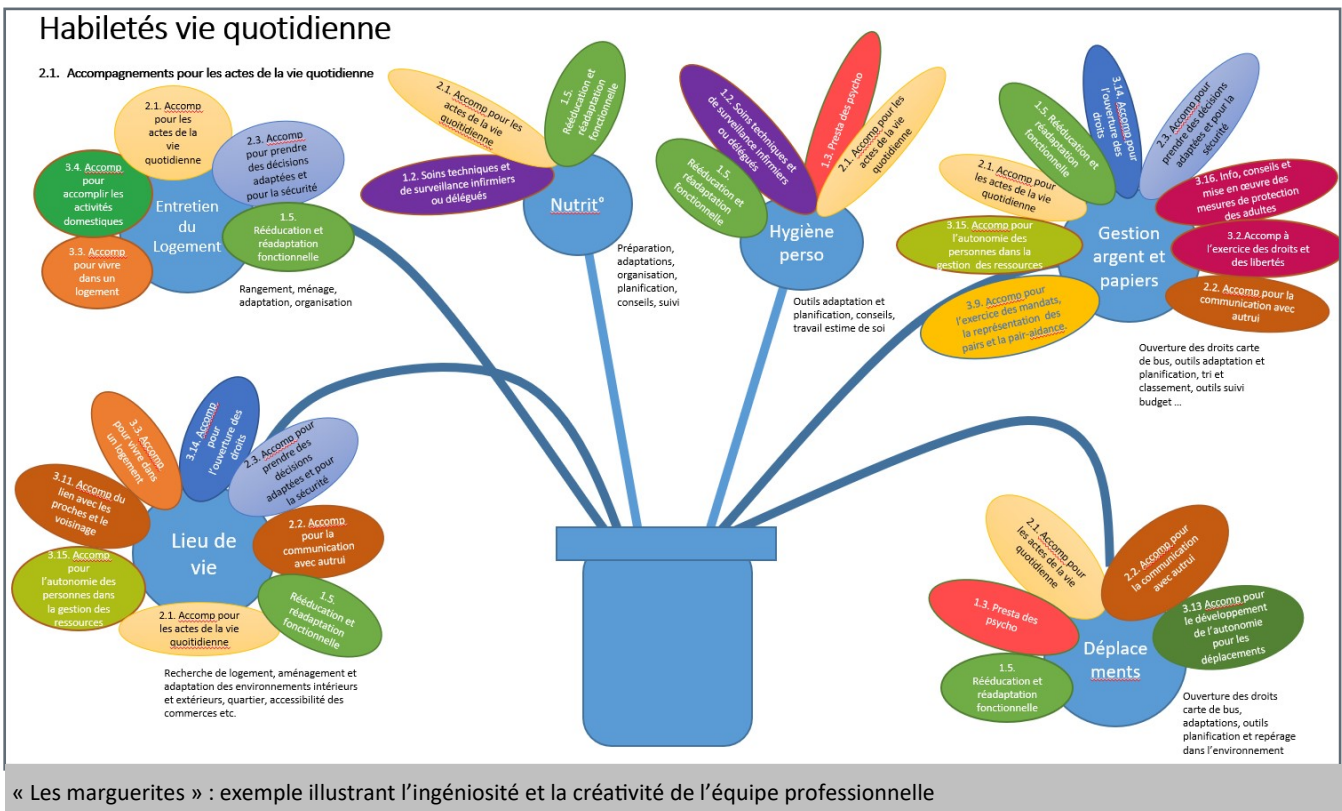 Habiletés vie quotidienne
2.1. Accompagnements pour les actes de la vie quotidienne
2.1. Accomp
pour les
actes de la
vie
quotidienne
2.3. Accomp
pour prendre
des décisions
adaptées et
pour la sécurité
3.4. Accomp
pour
accomplir les
activités
domestiques
1.5.
Rééducation et
réadaptation
fonctionnelle
3.3. Accomp
pour vivre
dans un
logement
Entretien
du
Logement
Rangement, ménage,
adaptation, organisation
2.1. Accomp pour les
actes de la vie
quoitidienne
1.5.
Rééducation et
réadaptation
fonctionnelle
1.2. Soins techniques et
de surveillance infirmiers
ou délégués
Nutrit°
Préparation,
adaptations,
organisation,
planification,
conseils, suivi
1.2. Soins techniques et
de surveillance infirmiers
ou délégués
1.3. Presta des psycho
2.1. Accomp pour les
actes de la vie
quotidienne
1.5.
Rééducation et
réadaptation
fonctionnelle
Hygiène
perso
Outils adaptation et
planification, conseils,
travail estime de soi
1.5.
Rééducation et
réadaptation
fonctionnelle
3.14. Accomp pour
l'ouverture des
droits
2.3. Accomp pour
prendre des décisions
adaptées et pour la
sécurité
2.1. Accomp pour
les actes de la vie
quotidienne
3.16. Info, conseils et
mise en œuvre des
mesures de protection
des adultes
3.15. Accomp pour
l'autonomie des
personnes dans la
gestion des ressources
3.2.Accomp à
l'exercice des droits et
des libertés
3.9. Accomp pour
l'exercice des mandats,
la représentation des
pairs et la pair-aidance.
2.2. Accomp pour la
communication avec
autrui
Gestion
argent et
papiers
Ouverture des droits carte
de bus, outils adaptation et
planification, tri et
classement, outils suivi
budget ...
3.3. Accomp
pour vivre dans
un logement
3.14. Accomp
pour
l'ouverture des
droits
2.3. Accomp pour
prendre des
décisions
adaptées et pour
la sécurité
3.11. Accomp du
lien avec les
proches et le
voisinage
2.2. Accomp
pour la
communication
avec autrui
3.15. Accomp
pour
l'autonomie des
personnes dans
la gestion des
ressources
1.5.
Rééducation et
réadaptation
fonctionnelle
2.1. Accomp pour
les actes de la vie
quoitidienne
Lieu de
vie
Recherche de logement, aménagement et
adaptation des environnements intérieurs
et extérieurs, quartier, accessibilité des
commerces etc.
2.1. Accomp pour
les actes de la vie
quotidienne
2.2. Accomp pour
la communication
avec autrui
1.3. Presta des
psycho
3.13 Accomp pour
le développement
de l'autonomie
pour les
déplacements
1.5.
Rééducation et
réadaptation
fonctionnelle
Déplace
ments
Ouverture des droits
carte de bus,
adaptations, outils
planification et repérage
dans l'environnement
« Les marguerites » : exemple illustrant l'ingéniosité et la créativité de l'équipe professionnelle